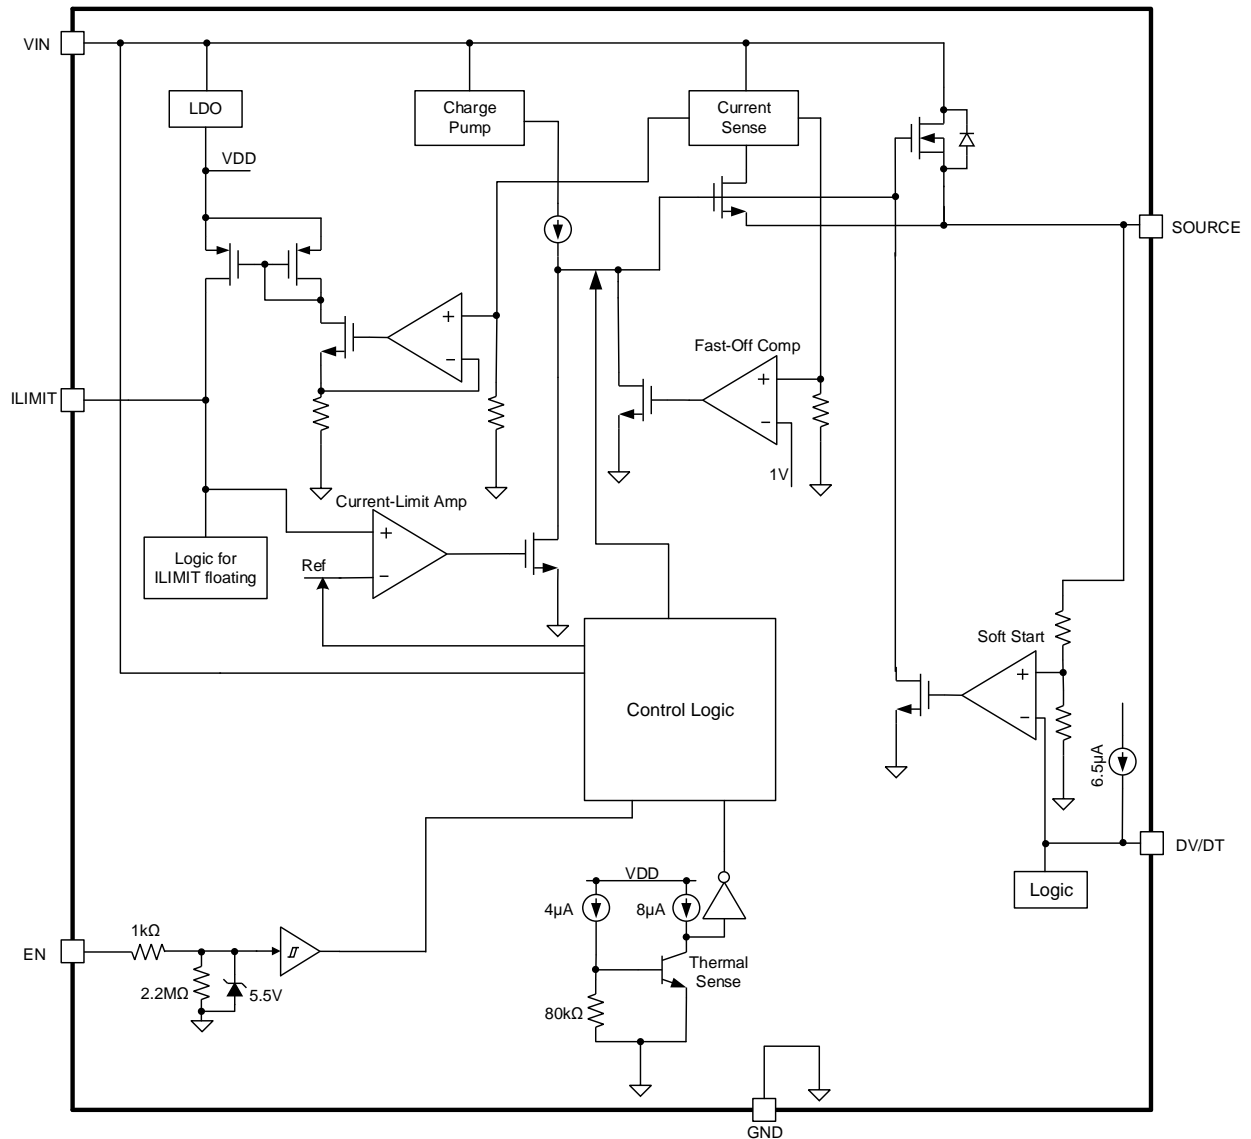 VIN
LDO
Charge
Pump
Current
Sense
VDD
SOURCE
+
−
Fast-Off Comp
+
−
1V
ILIMIT
Current-Limit Amp
+
−
Ref
Logic for
ILIMIT floating
Control Logic
Soft Start
+
−
6.5µA
DV/DT
Logic
VDD
4µA
8µA
Thermal
Sense
80kΩ
EN
1kΩ
2.2MΩ
5.5V
GND